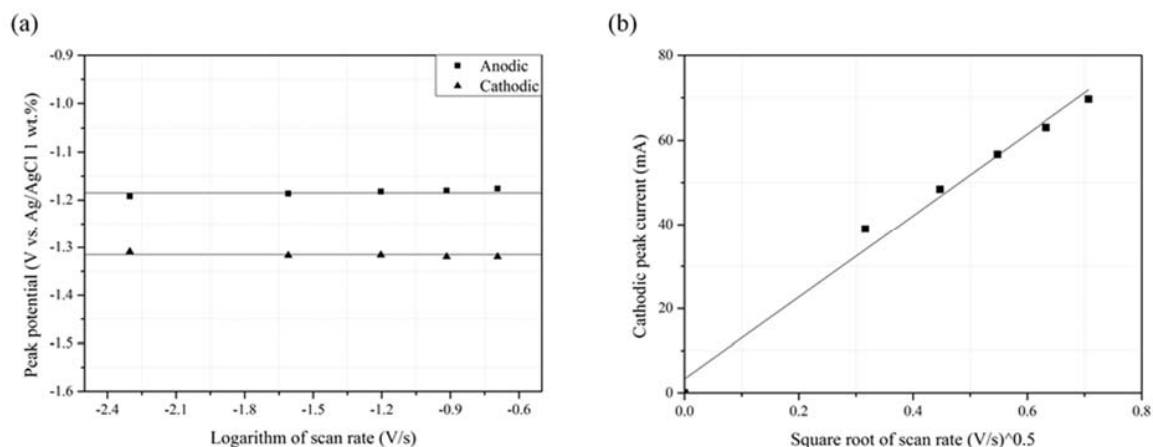 (a)
Peak potential (V vs. Ag/AgCl 1 wt.%)
-0.9
-1.0
-1.1
-1.2
-1.3
-1.4
-1.5
-1.6
Anodic
Cathodic
-2.4 -2.1 -1.8 -1.5 -1.2 -0.9 -0.6
Logarithm of scan rate (V/s)
(b)
Cathodic peak current (mA)
80
60
40
20
0
0.0 0.2 0.4 0.6 0.8
Square root of scan rate (V/s)^0.5